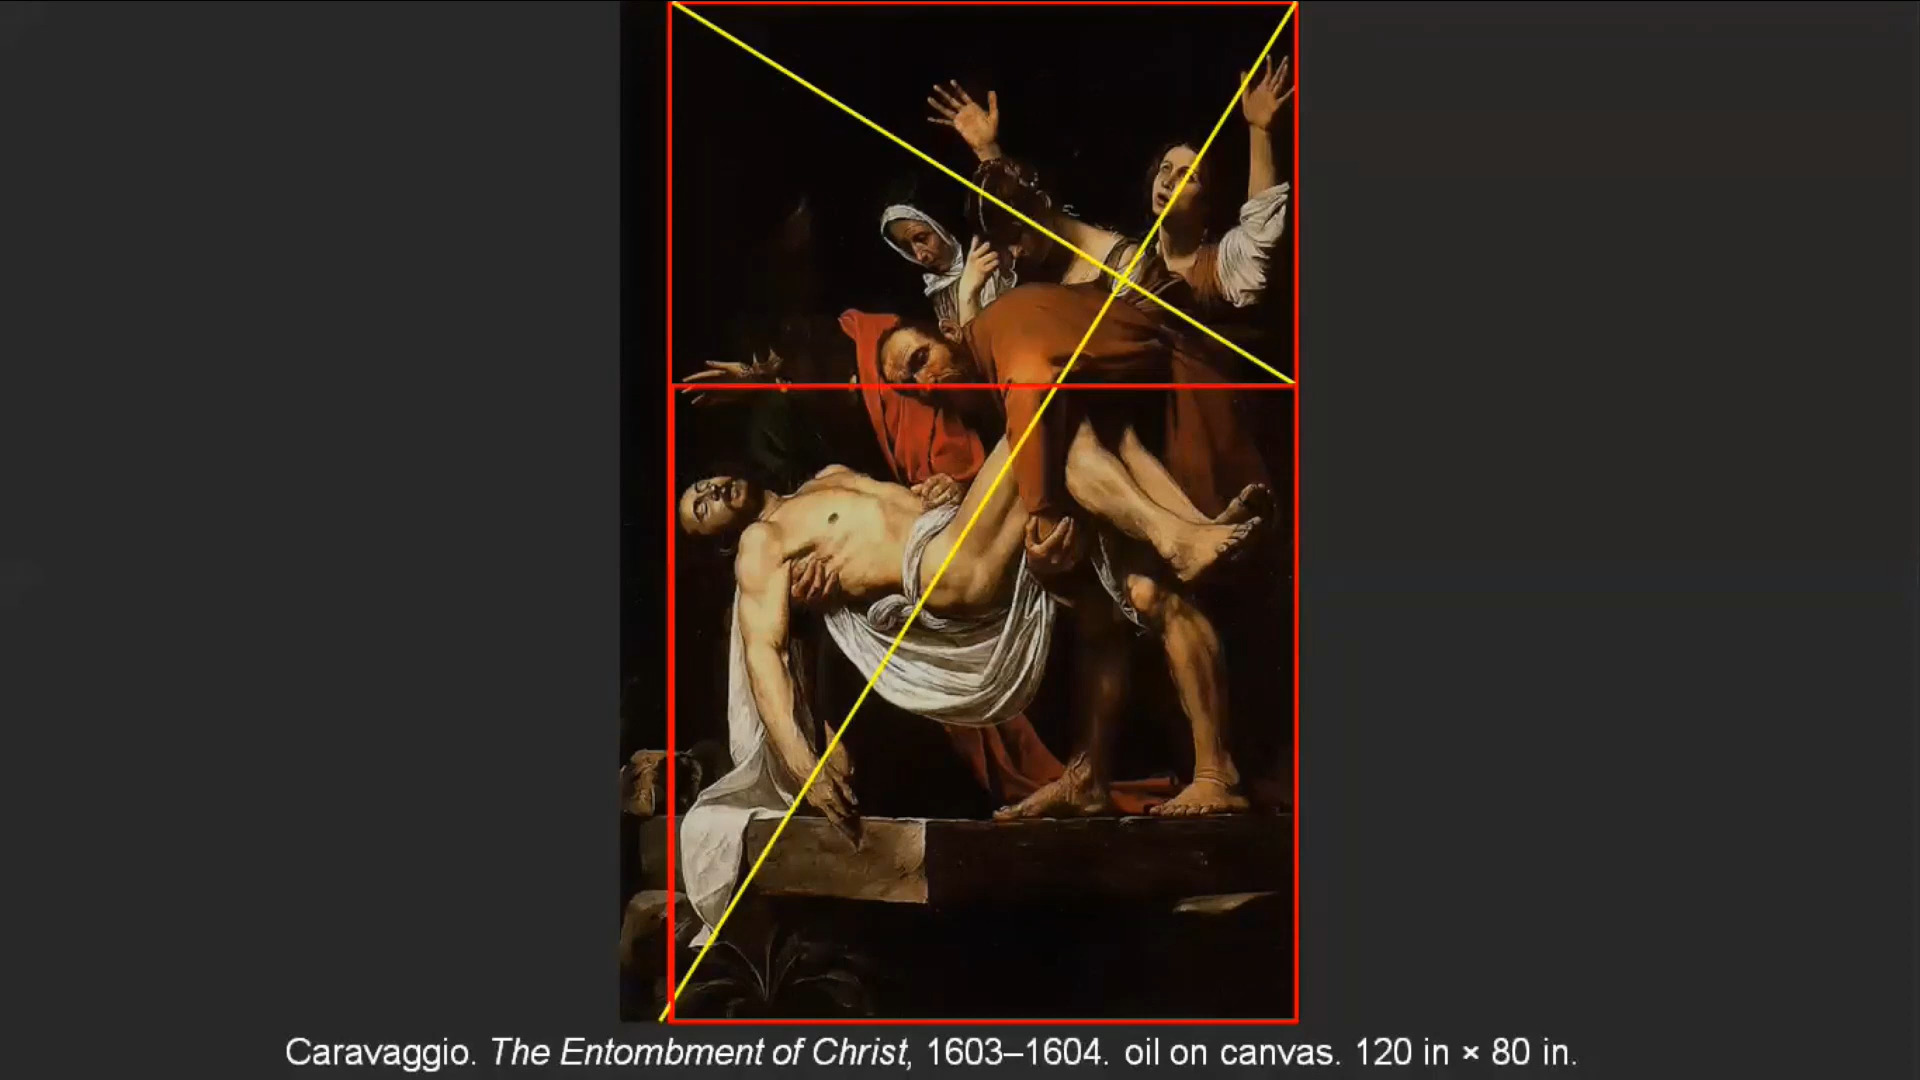 Caravaggio. The Entombment of Christ, 1603–1604. oil on canvas. 120 in × 80 in.